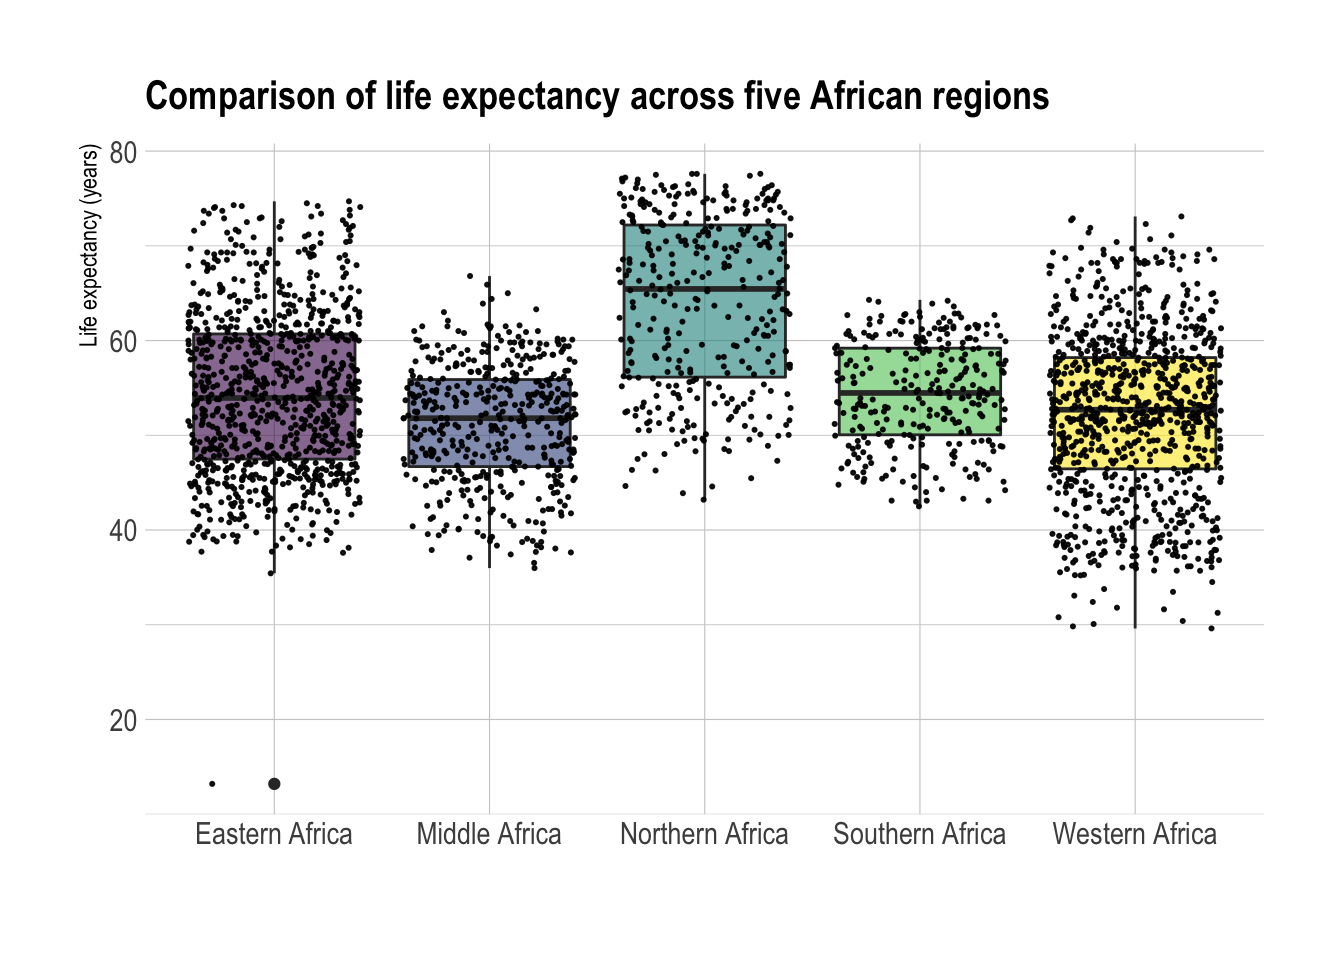 Comparison of life expectancy across five African regions
Life expectancy (years)
80
60
40
20
Eastern Africa
Middle Africa
Northern Africa
Southern Africa
Western Africa